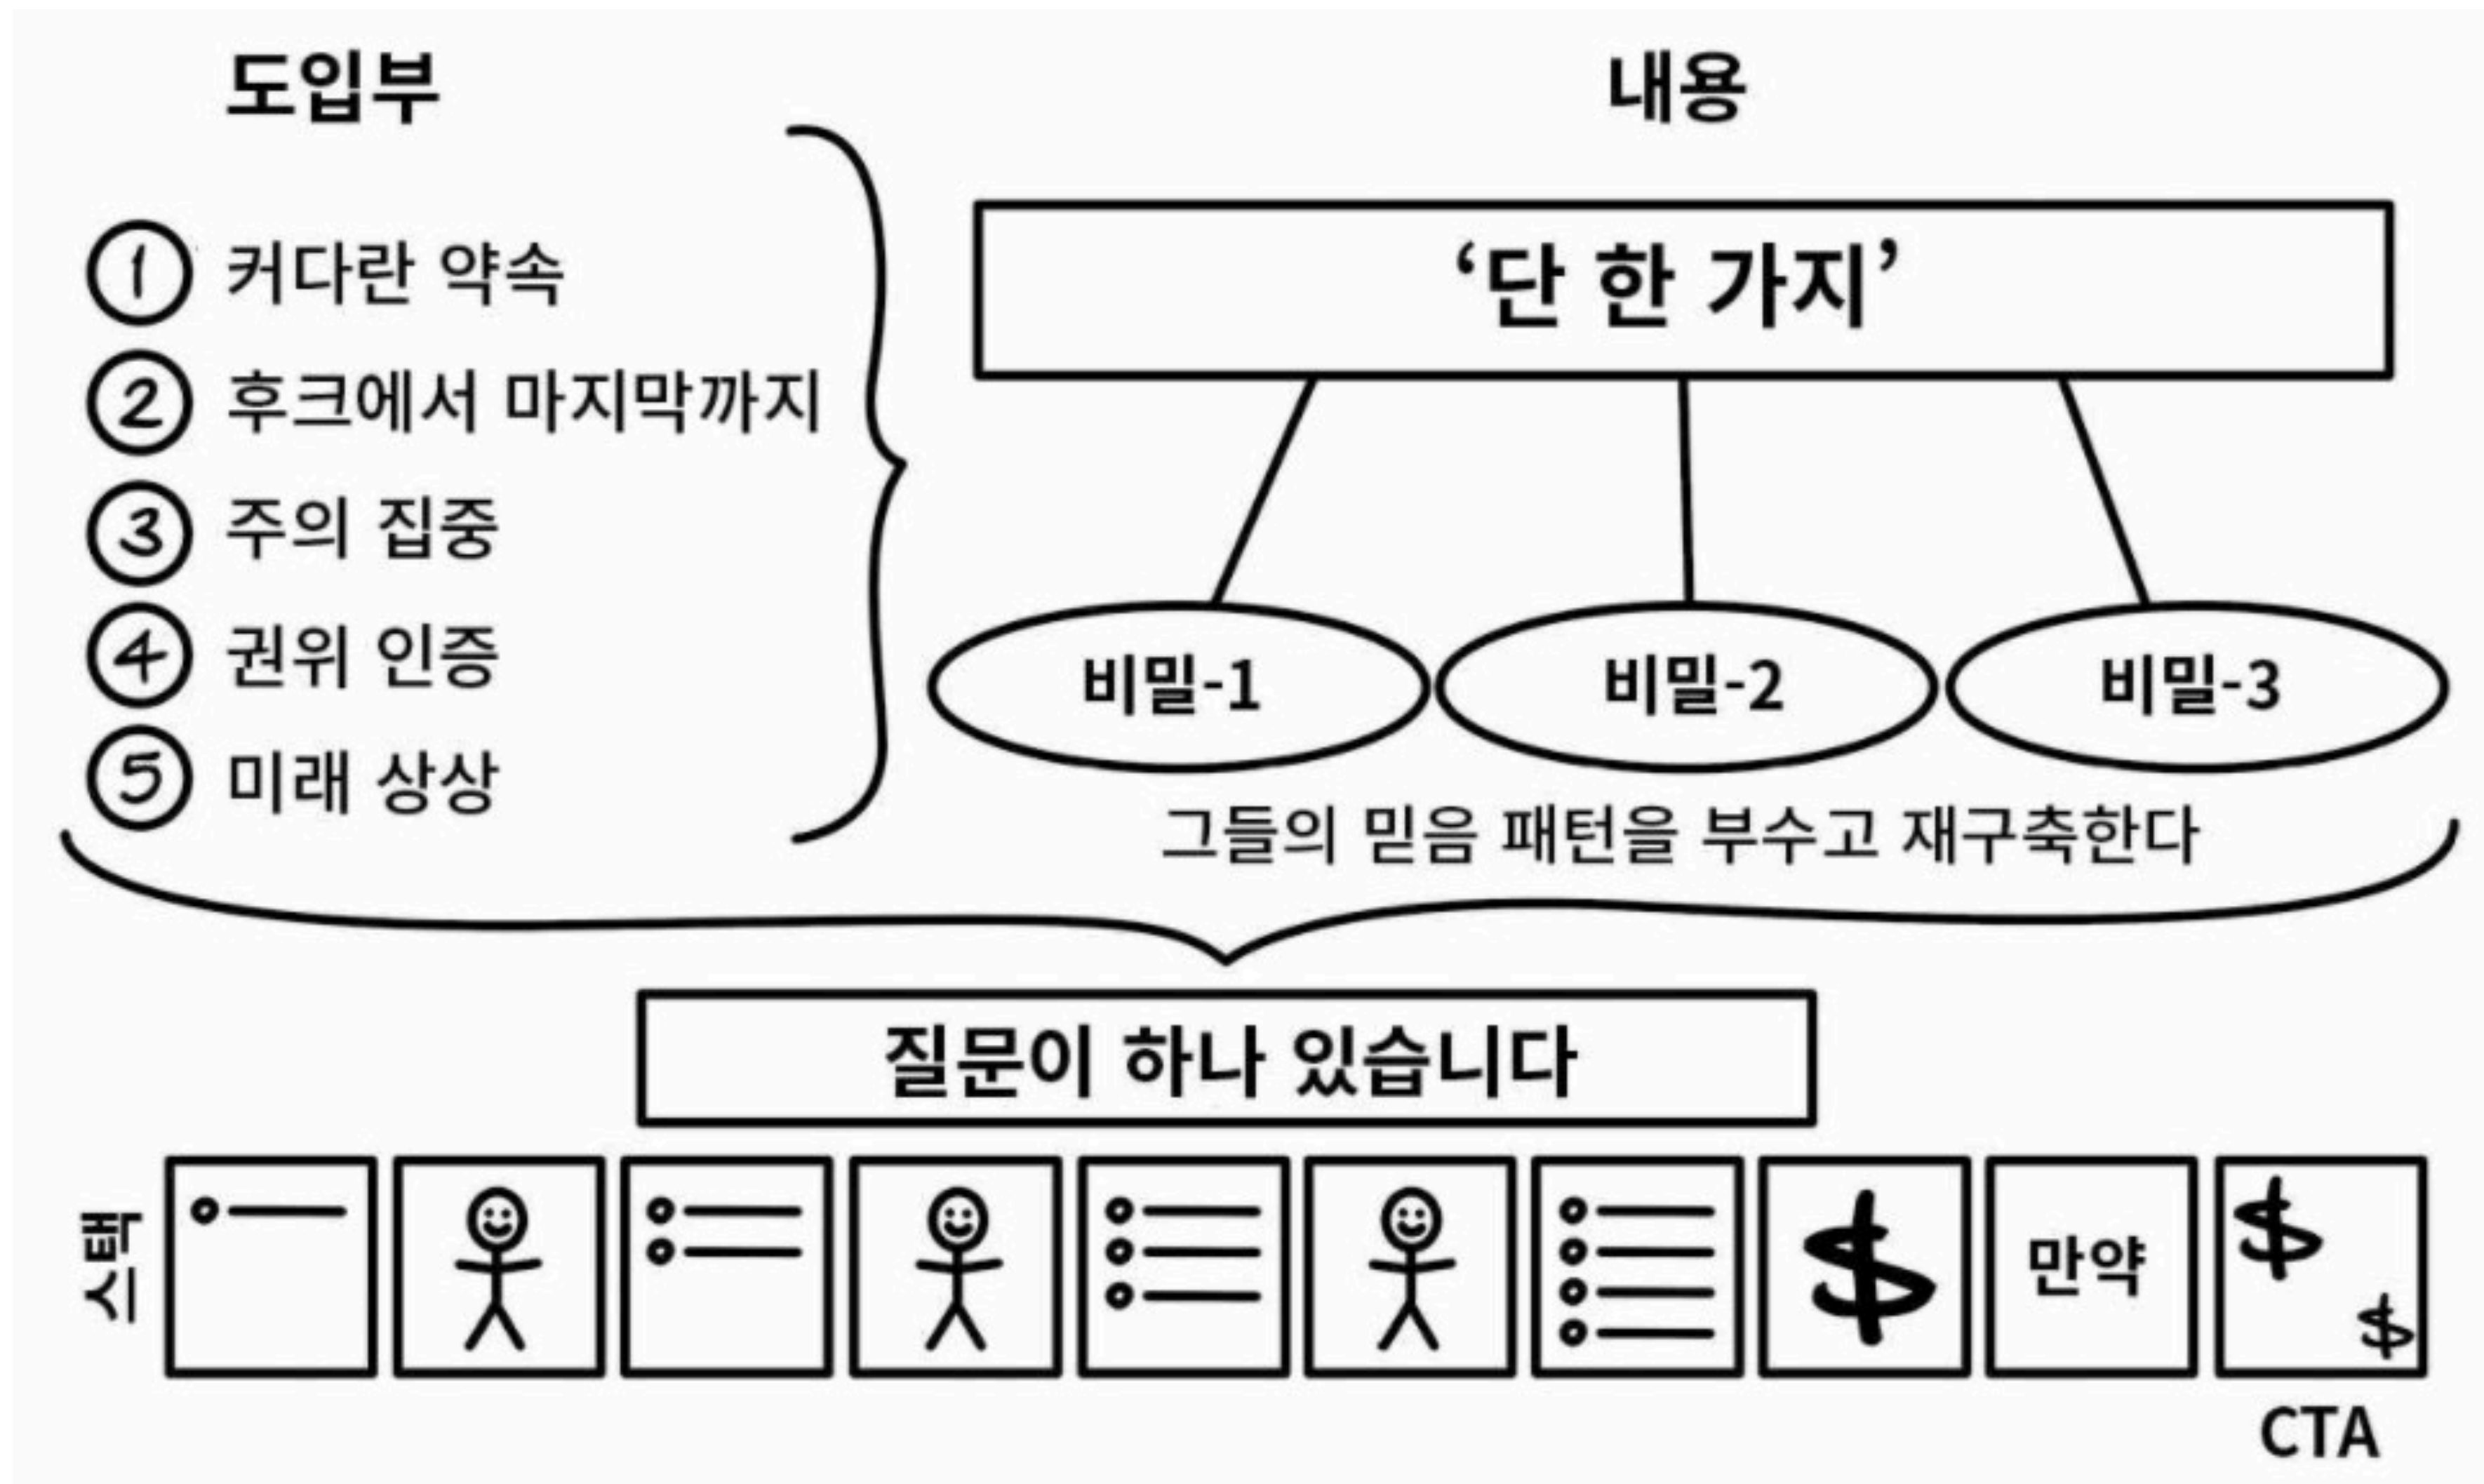 도입부
① 커다란 약속
② 후크에서 마지막까지
③ 주의 집중
④ 권위 인증
⑤ 미래 상상
내용
‘단 한 가지’
비밀-1
비밀-2
비밀-3
그들의 믿음 패턴을 부수고 재구축한다
질문이 하나 있습니다
스택
$
만약
$
$
CTA